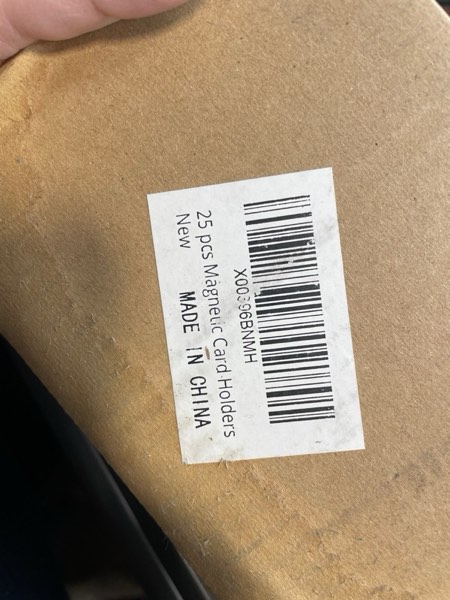 25 pcs Magnetic Card Holders
New MADE IN CHINA